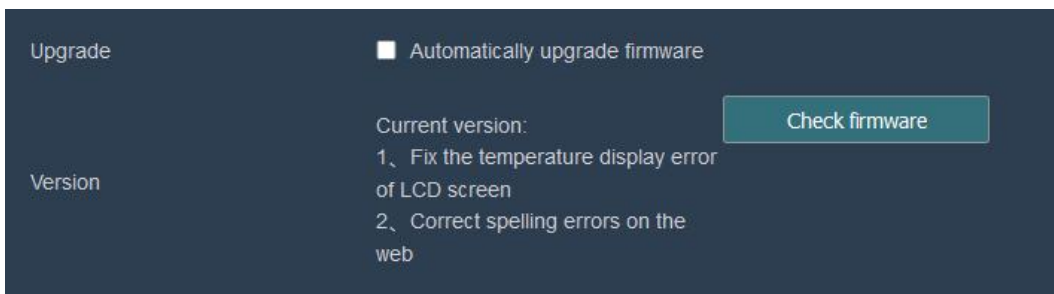 Upgrade
Automatically upgrade firmware
Version
Current version:
1、Fix the temperature display error
of LCD screen
2、Correct spelling errors on the
web
Check firmware